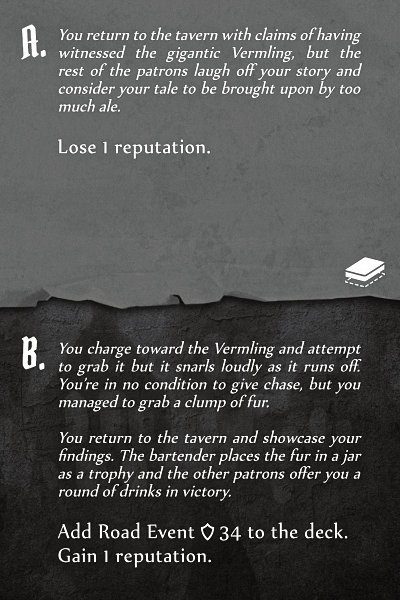 A.
You return to the tavern with claims of having
witnessed the gigantic Vermling, but the
rest of the patrons laugh off your story and
consider your tale to be brought upon by too
much ale.
Lose 1 reputation.
B.
You charge toward the Vermling and attempt
to grab it but it snarls loudly as it runs off.
You're in no condition to give chase, but you
managed to grab a clump of fur.
You return to the tavern and showcase your
findings. The bartender places the fur in a jar
as a trophy and the other patrons offer you a
round of drinks in victory.
Add Road Event 34 to the deck.
Gain 1 reputation.